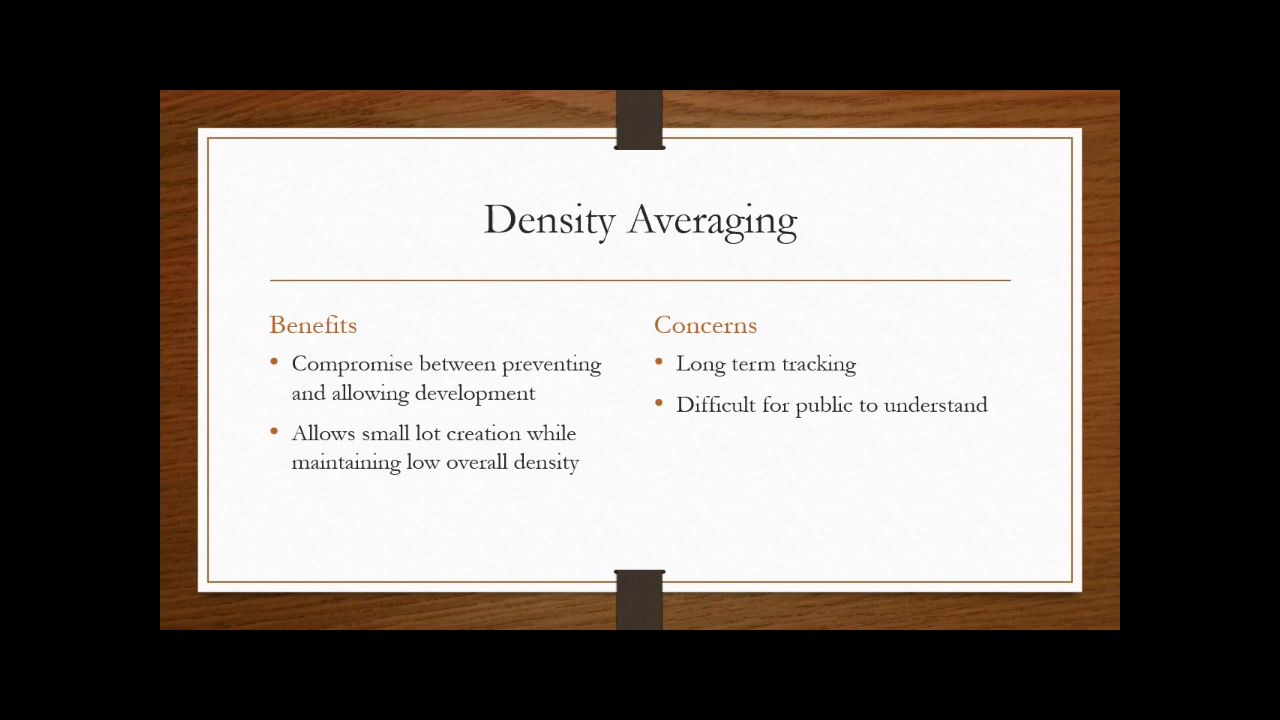 Density Averaging
Benefits
• Compromise between preventing
and allowing development
• Allows small lot creation while
maintaining low overall density
Concerns
• Long term tracking
• Difficult for public to understand